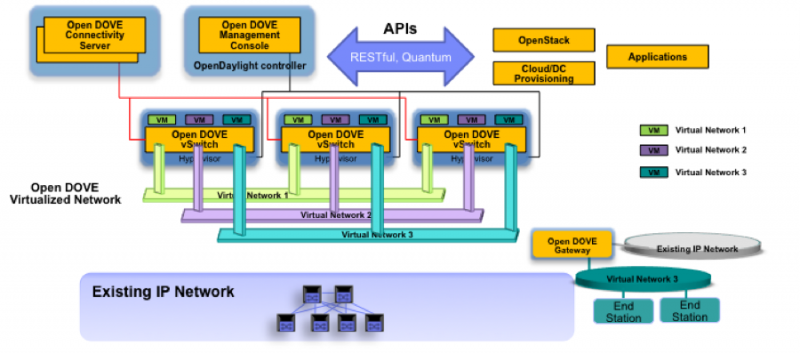 Open DOVE
Connectivity
Server
Open DOVE
Management
Console
OpenDaylight controller
APIs
RESTful, Quantum
OpenStack
Cloud/DC
Provisioning
Applications
VM VM VM
Open DOVE
vSwitch
Hypervisor
VM VM VM
Open DOVE
vSwitch
Hypervisor
VM VM VM
Open DOVE
vSwitch
Hypervisor
VM Virtual Network 1
VM Virtual Network 2
VM Virtual Network 3
Open DOVE
Virtualized Network
Virtual Network 1
Virtual Network 2
Virtual Network 3
Open DOVE
Gateway
Existing IP Network
Virtual Network 3
End
Station
End
Station
Existing IP Network